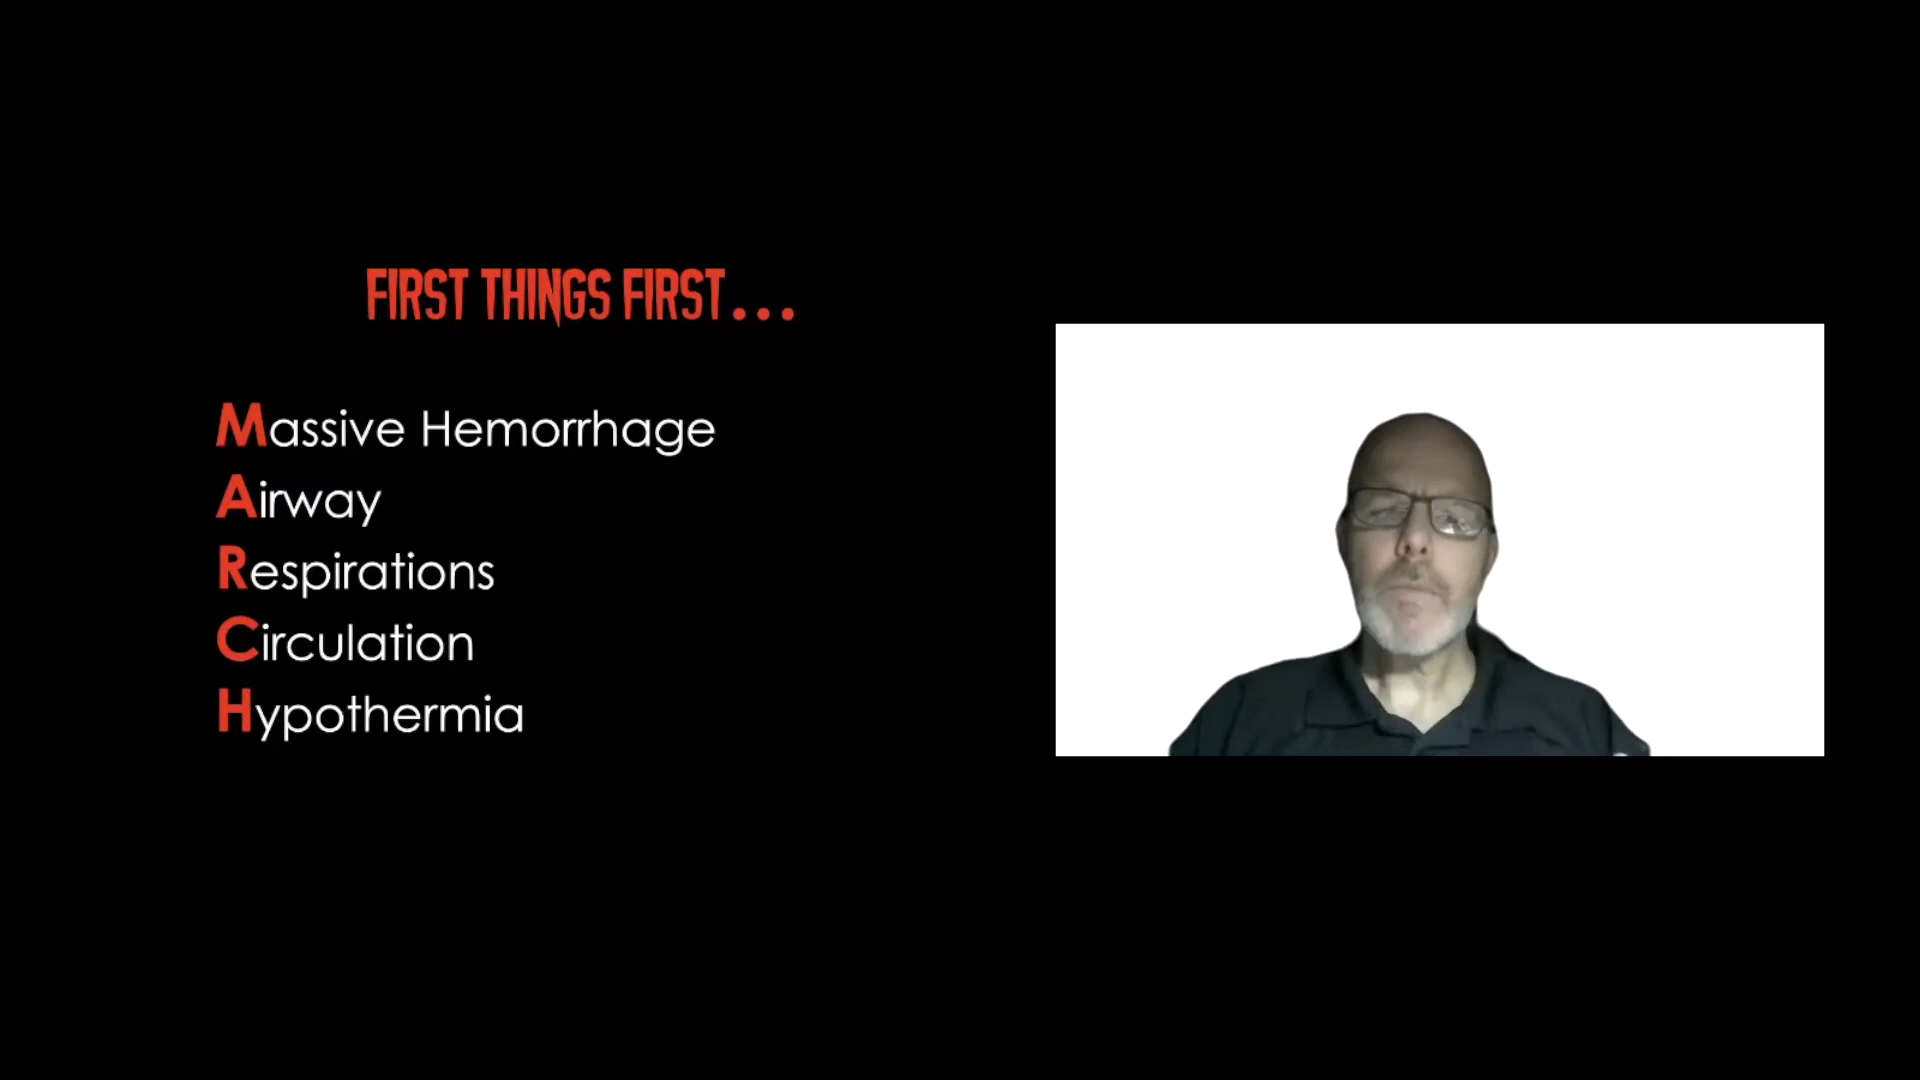 FIRST THINGS FIRST...
Massive Hemorrhage
Airway
Respirations
Circulation
Hypothermia